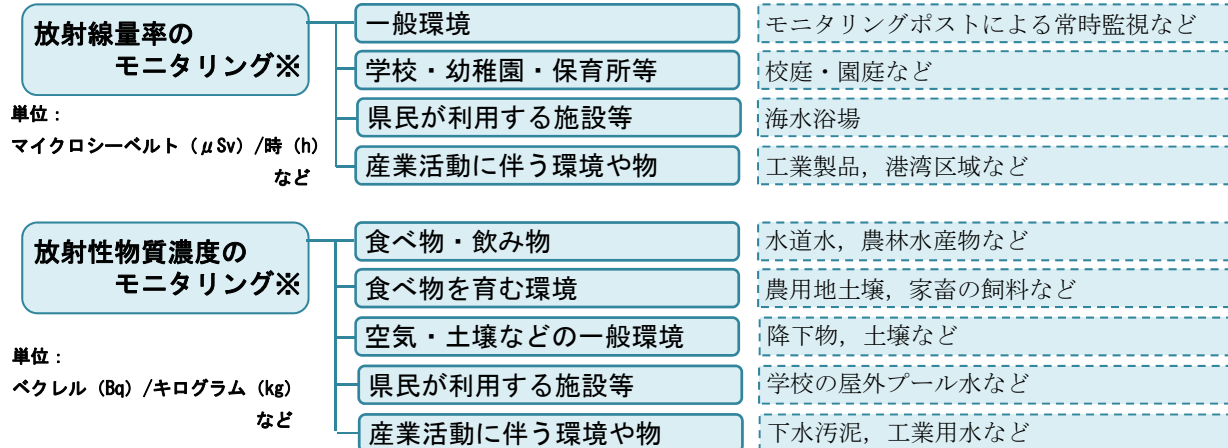 放射線量率の
モニタリング※
単位：
マイクロシーベルト（μSv）/時（h）
など
一般環境
モニタリングポストによる常時監視など
学校・幼稚園・保育所等
校庭・園庭など
県民が利用する施設等
海水浴場
産業活動に伴う環境や物
工業製品，港湾区域など
放射性物質濃度の
モニタリング※
単位：
ベクレル（Bq）/キログラム（kg）
など
食べ物・飲み物
水道水，農林水産物など
食べ物を育む環境
農用地土壌，家畜の飼料など
空気・土壌などの一般環境
降下物，土壌など
県民が利用する施設等
学校の屋外プール水など
産業活動に伴う環境や物
下水汚泥，工業用水など